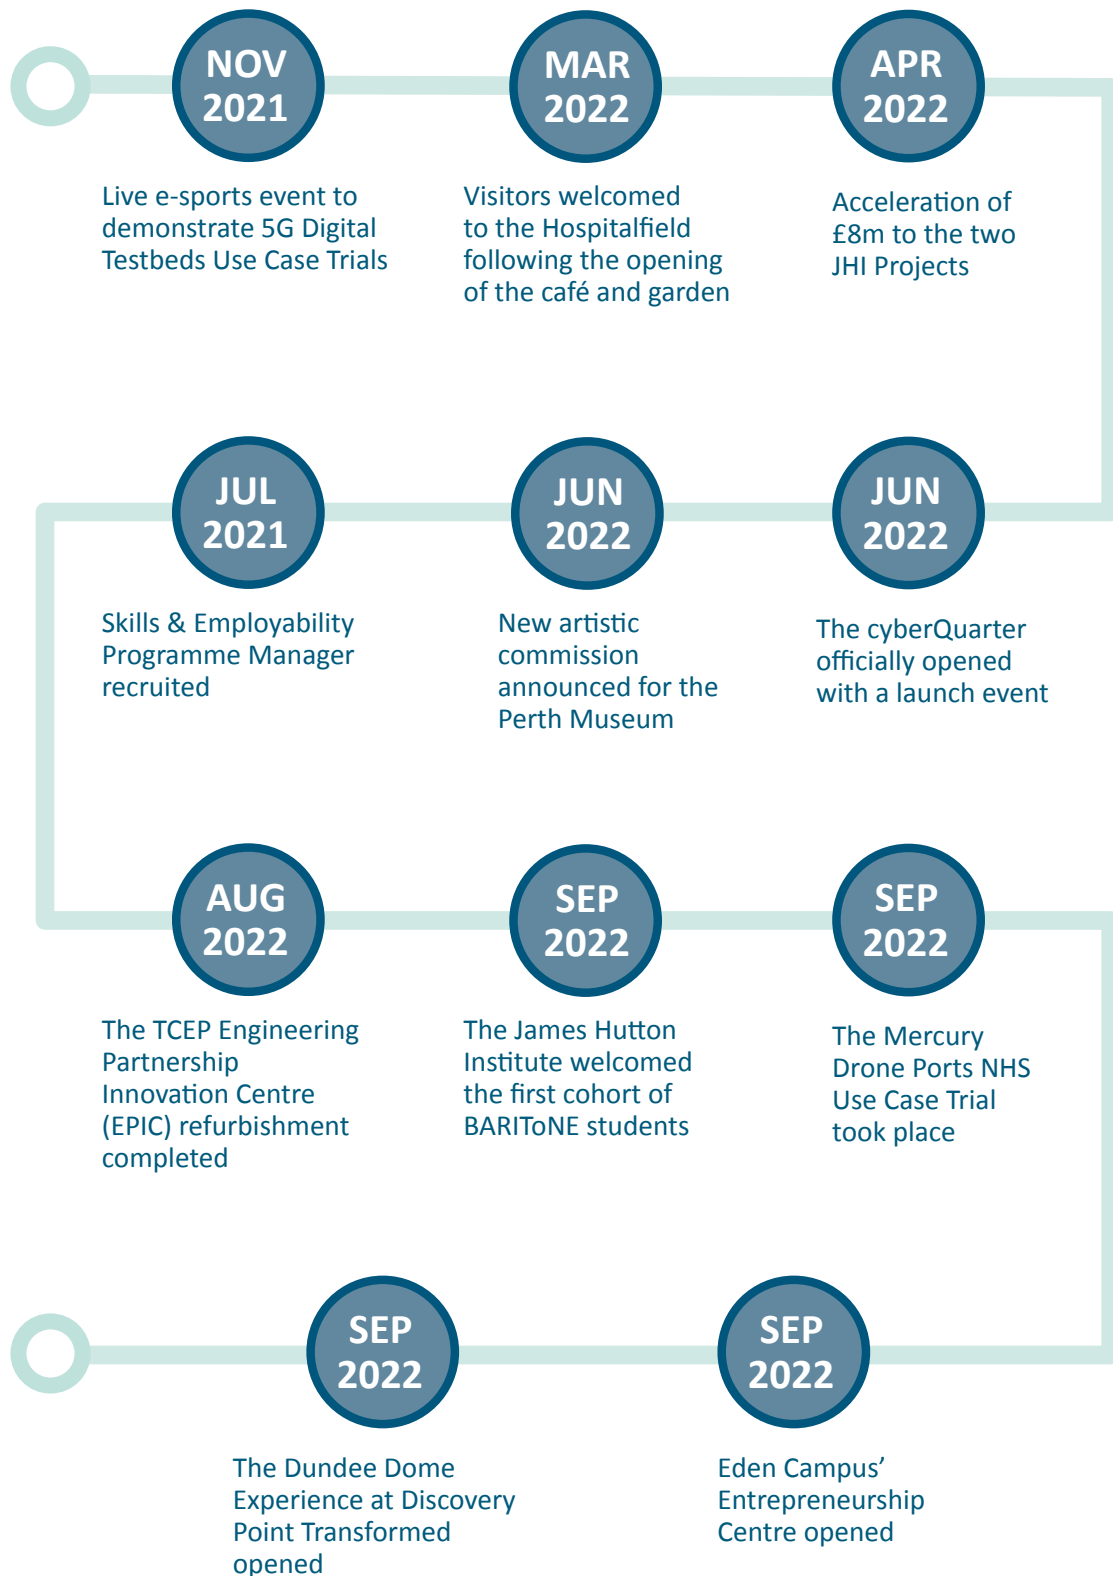 NOV
2021
Live e-sports event to
demonstrate 5G Digital
Testbeds Use Case Trials
MAR
2022
Visitors welcomed
to the Hospitalfield
following the opening
of the café and garden
APR
2022
Acceleration of
£8m to the two
JHI Projects
JUN
2022
The cyberQuarter
officially opened
with a launch event
JUN
2022
New artistic
commission
announced for the
Perth Museum
JUL
2021
Skills & Employability
Programme Manager
recruited
AUG
2022
The TCEP Engineering
Partnership
Innovation Centre
(EPIC) refurbishment
completed
SEP
2022
The James Hutton
Institute welcomed
the first cohort of
BARIToNE students
SEP
2022
The Mercury
Drone Ports NHS
Use Case Trial
took place
SEP
2022
Eden Campus’
Entrepreneurship
Centre opened
SEP
2022
The Dundee Dome
Experience at Discovery
Point Transformed
opened